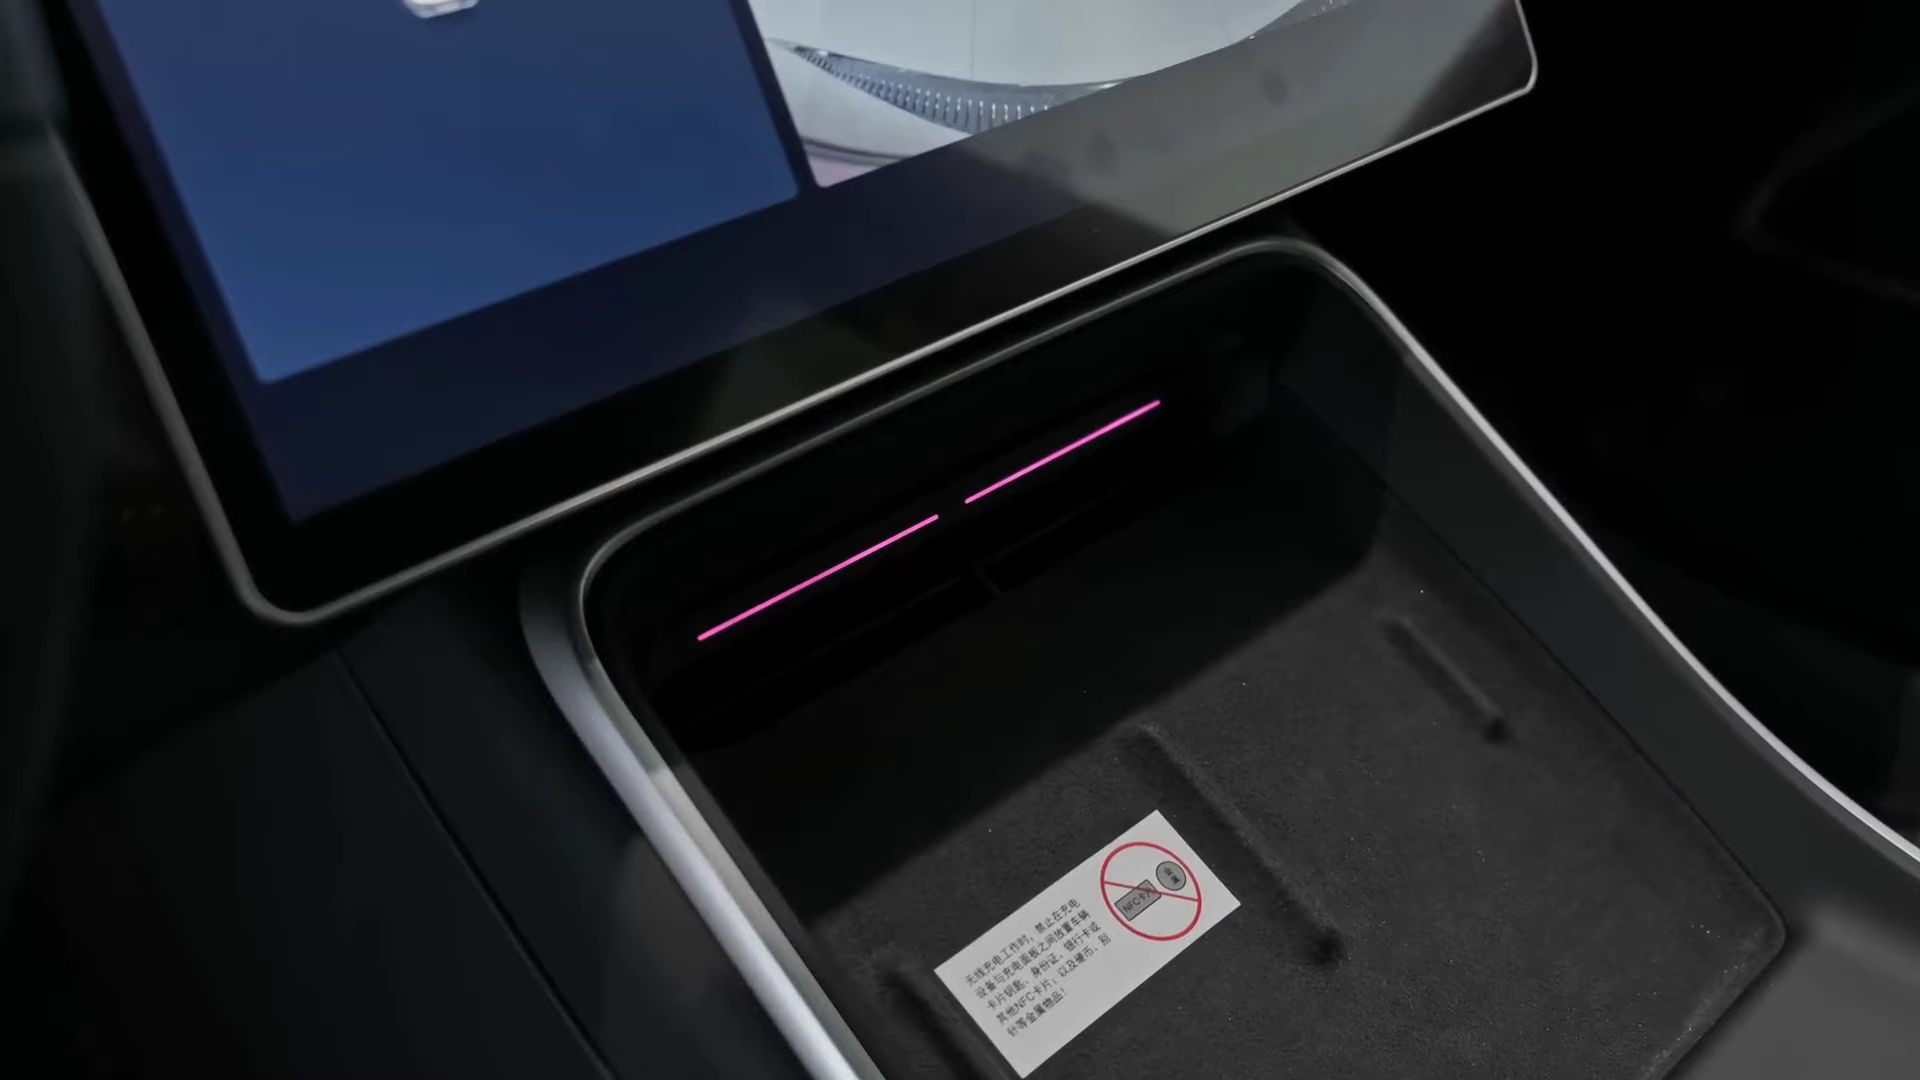 无线充电工作时，禁止在充电
设备与充电面板之间放置车辆
卡片钥匙、身份证、银行卡或
其他NFC卡片；以及硬币、别
针等金属物品！
NFC卡片
金属